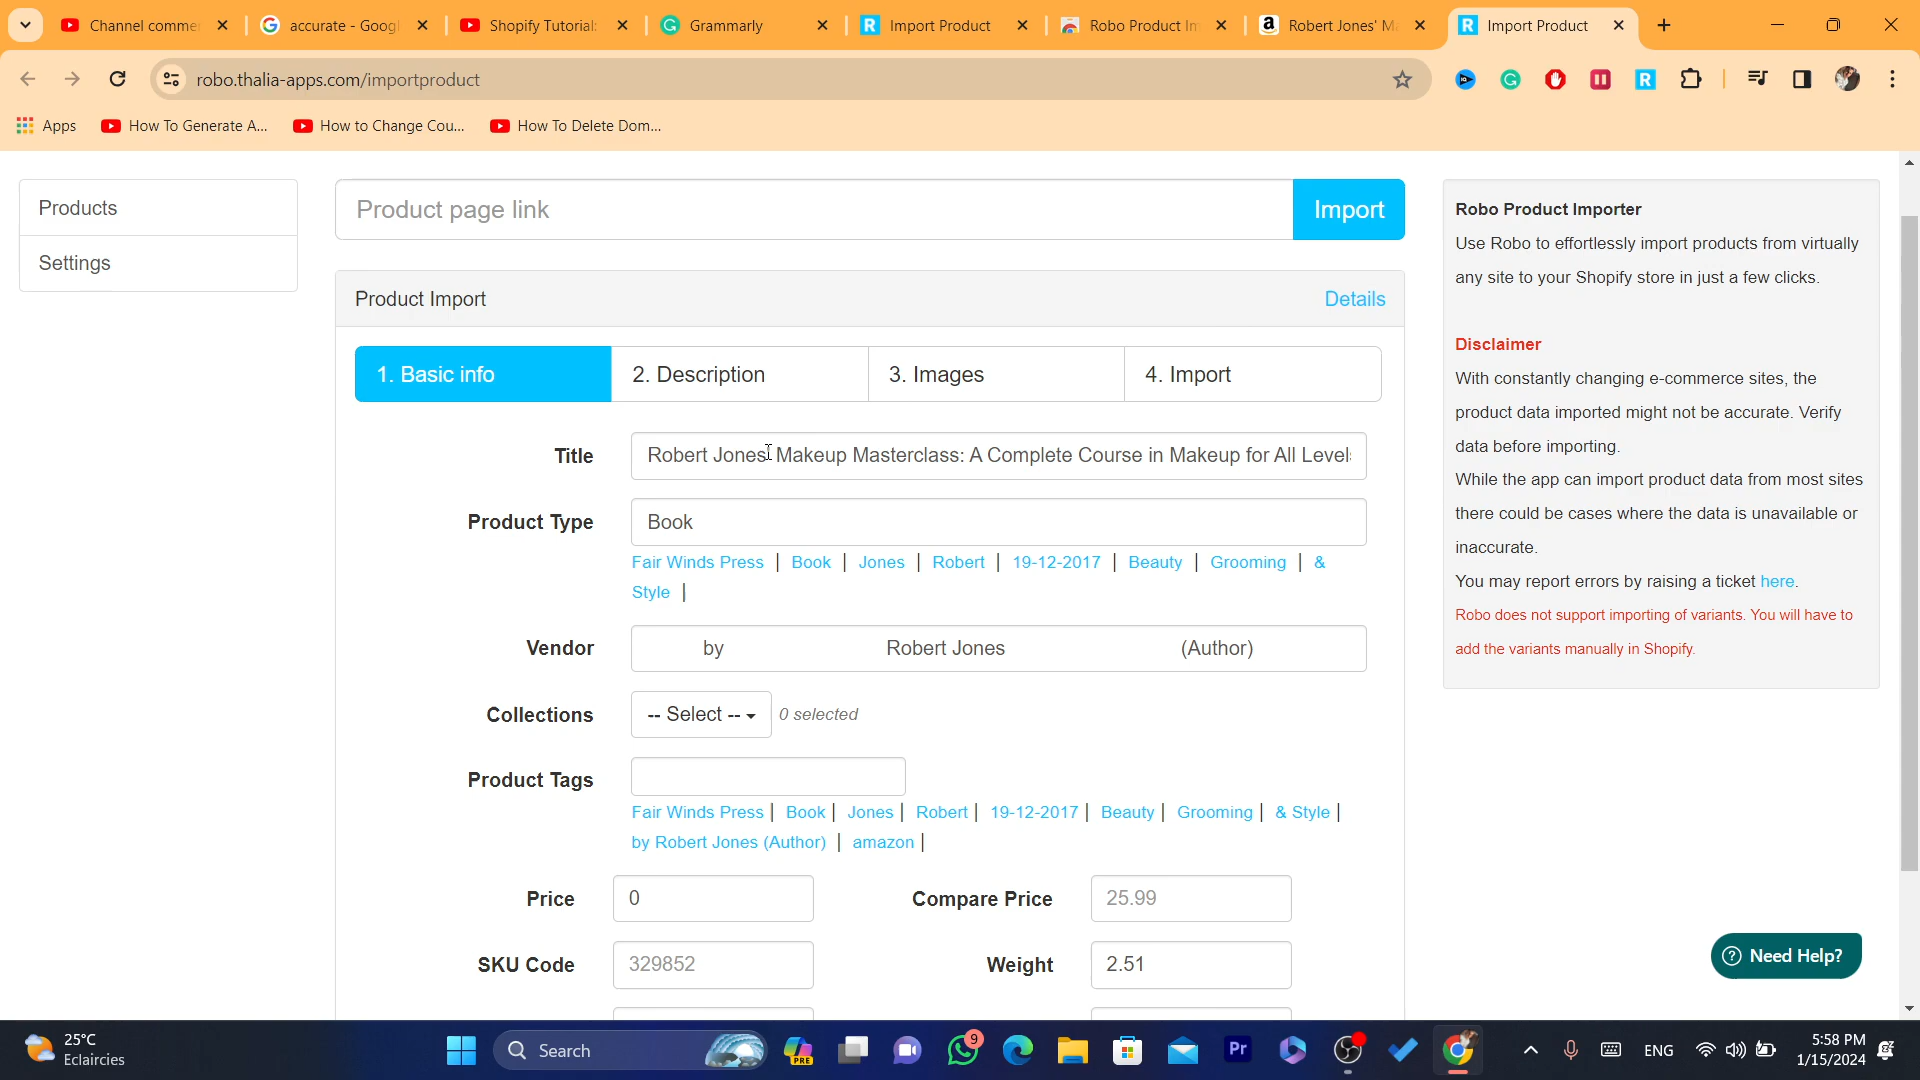 Channel comme
accurate - Googl
Shopify Tutorial:
Grammarly
Import Product
Robo Product Im
Robert Jones' Ma
Import Product
robo.thalia-apps.com/importproduct
Apps
How To Generate A...
How to Change Cou...
How To Delete Dom...
Products
Settings
Product page link
Import
Product Import
Details
1. Basic info
2. Description
3. Images
4. Import
Title
Robert Jones' Makeup Masterclass: A Complete Course in Makeup for All Level
Product Type
Book
Fair Winds Press | Book | Jones | Robert | 19-12-2017 | Beauty | Grooming | &
Style |
Vendor
by Robert Jones (Author)
Collections
-- Select --
0 selected
Product Tags
Fair Winds Press | Book | Jones | Robert | 19-12-2017 | Beauty | Grooming | & Style |
by Robert Jones (Author) | amazon |
Price
0
Compare Price
25.99
SKU Code
329852
Weight
2.51
Robo Product Importer
Use Robo to effortlessly import products from virtually
any site to your Shopify store in just a few clicks.
Disclaimer
With constantly changing e-commerce sites, the
product data imported might not be accurate. Verify
data before importing.
While the app can import product data from most sites
there could be cases where the data is unavailable or
inaccurate.
You may report errors by raising a ticket here.
Robo does not support importing of variants. You will have to
add the variants manually in Shopify.
Need Help?
25°C
Eclaircies
Search
PRE
9
Pr
ENG
5:58 PM
1/15/2024